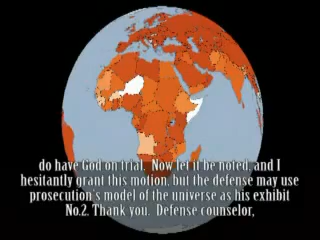 do have God on trial. Now let it be noted, and I
hesitantly grant this motion, but the defense may use
prosecution's model of the universe as his exhibit
No.2. Thank you. Defense counselor,